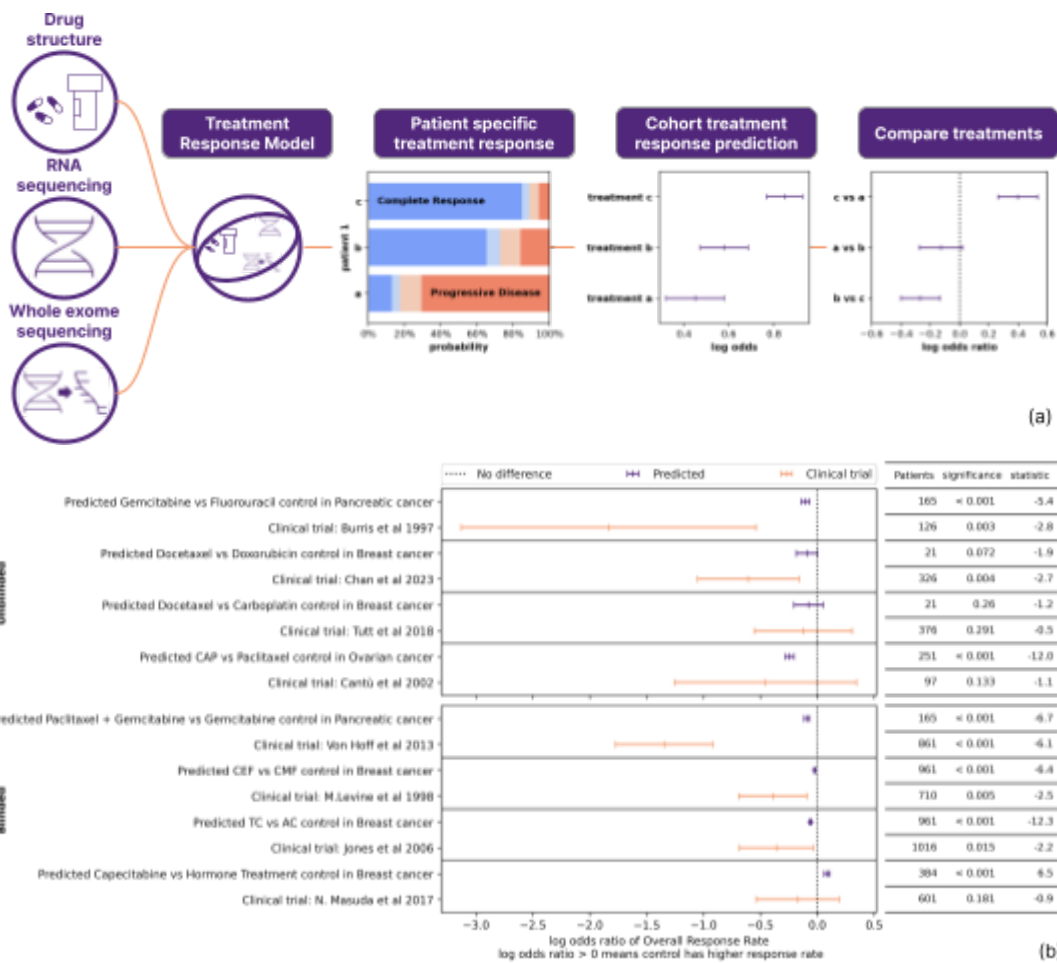 Drug
structure
RNA
sequencing
Whole exome
sequencing
Treatment
Response Model
Patient specific
treatment response
Cohort treatment
response prediction
Compare treatments
patient 1
c
b
a
Complete Response
Progressive Disease
0% 20% 40% 60% 80% 100%
probability
treatment c
treatment b
treatment a
0.4 0.6 0.8
log odds
c vs a
a vs b
b vs c
−0.6 −0.4 −0.2 0.0 0.2 0.4 0.6
log odds ratio
(a)
No difference Predicted Clinical trial
Patients significance statistic
Predicted Gemcitabine vs Fluorouracil control in Pancreatic cancer 165 < 0.001 -5.4
Clinical trial: Burris et al 1997 126 0.003 -2.8
Predicted Docetaxel vs Doxorubicin control in Breast cancer 21 0.072 -1.9
Clinical trial: Chan et al 2023 326 0.004 -2.7
Predicted Docetaxel vs Carboplatin control in Breast cancer 21 0.26 -1.2
Clinical trial: Tutt et al 2018 376 0.291 -0.5
Predicted CAP vs Paclitaxel control in Ovarian cancer 251 < 0.001 -12.0
Clinical trial: Cantù et al 2002 97 0.133 -1.1
redicted Paclitaxel + Gemcitabine vs Gemcitabine control in Pancreatic cancer 165 < 0.001 -6.7
Clinical trial: Von Hoff et al 2013 861 < 0.001 -6.1
Predicted CEF vs CMF control in Breast cancer 961 < 0.001 -6.4
Clinical trial: M.Levine et al 1998 710 0.005 -2.5
Predicted TC vs AC control in Breast cancer 961 < 0.001 -12.3
Clinical trial: Jones et al 2006 1016 0.015 -2.2
Predicted Capecitabine vs Hormone Treatment control in Breast cancer 384 < 0.001 6.5
Clinical trial: N. Masuda et al 2017 601 0.181 -0.9
−3.0 −2.5 −2.0 −1.5 −1.0 −0.5 0.0 0.5
log odds ratio of Overall Response Rate
log odds ratio > 0 means control has higher response rate
(b